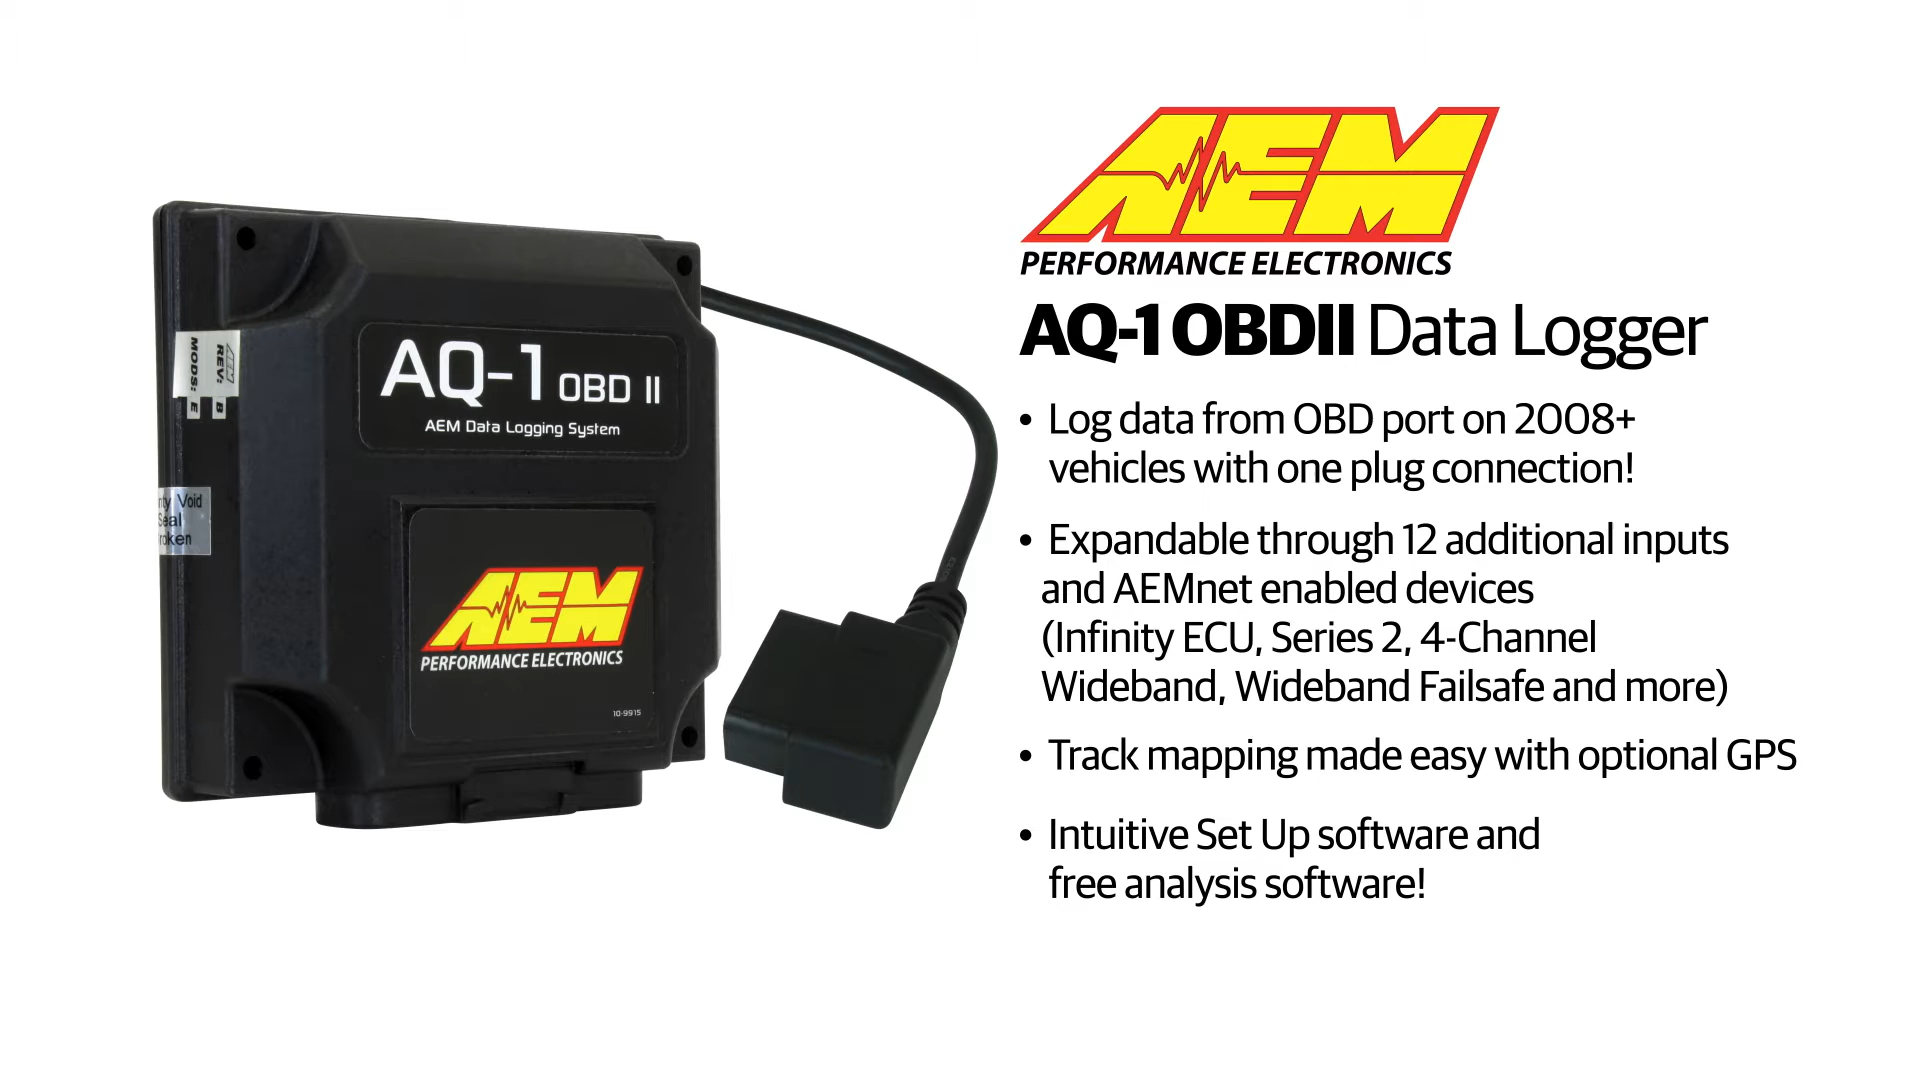 AEM
PERFORMANCE ELECTRONICS
AQ-1 OBDII Data Logger
• Log data from OBD port on 2008+
vehicles with one plug connection!
• Expandable through 12 additional inputs
and AEMnet enabled devices
(Infinity ECU, Series 2, 4-Channel
Wideband, Wideband Failsafe and more)
• Track mapping made easy with optional GPS
• Intuitive Set Up software and
free analysis software!
AQ-1 OBD II
AEM Data Logging System
AEM
PERFORMANCE ELECTRONICS
10-9915
AEM
REV: B
MODS: E
Void
Seal